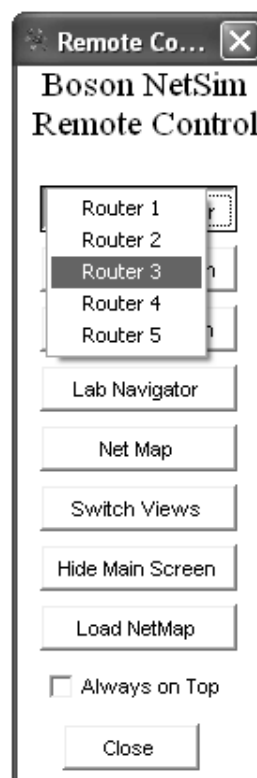 Remote Co...
Boson NetSim
Remote Control
Router 1
Router 2
Router 3
Router 4
Router 5
Lab Navigator
Net Map
Switch Views
Hide Main Screen
Load NetMap
Always on Top
Close